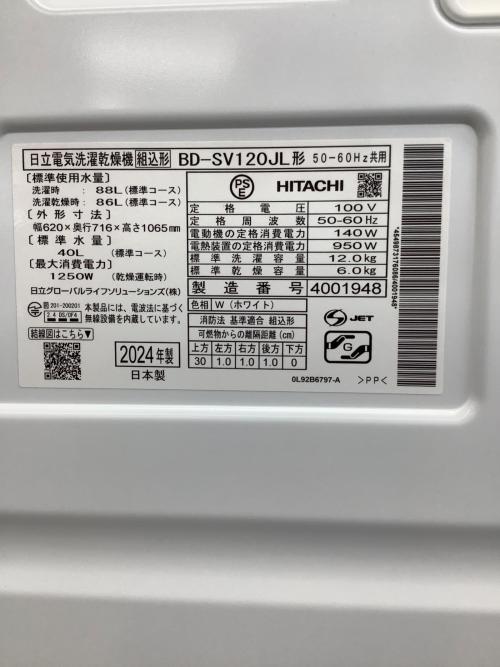 日立電気洗濯乾燥機 組込形 BD-SV120JL形 50-60Hz共用
〔標準使用水量〕
洗濯時 : 88L(標準コース)
洗濯乾燥時 : 86L(標準コース)
〔外形寸法〕
幅620×奥行716×高さ1065mm
〔標準水量〕
40L (標準コース)
〔最大消費電力〕
1250W (乾燥運転時)
日立グローバルライフソリューションズ(株)
201-200201
2.4 DS/OF4
本製品には、電波法に基づく
無線設備が内蔵されています。
結線図はこちら▼
2024年製
日本製
PS
E
HITACHI
定格電圧 100V
定格周波数 50-60Hz
電動機の定格消費電力 140W
電熱装置の定格消費電力 950W
標準洗濯容量 12.0kg
標準乾燥容量 6.0kg
製造番号 4001948
色相 W(ホワイト)
消防法 基準適合 組込形
可燃物からの離隔距離(cm)
上方 左方 右方 後方 下方
30 1.0 1.0 1.0 0
S JET
G
0L92B6797-A >PP<